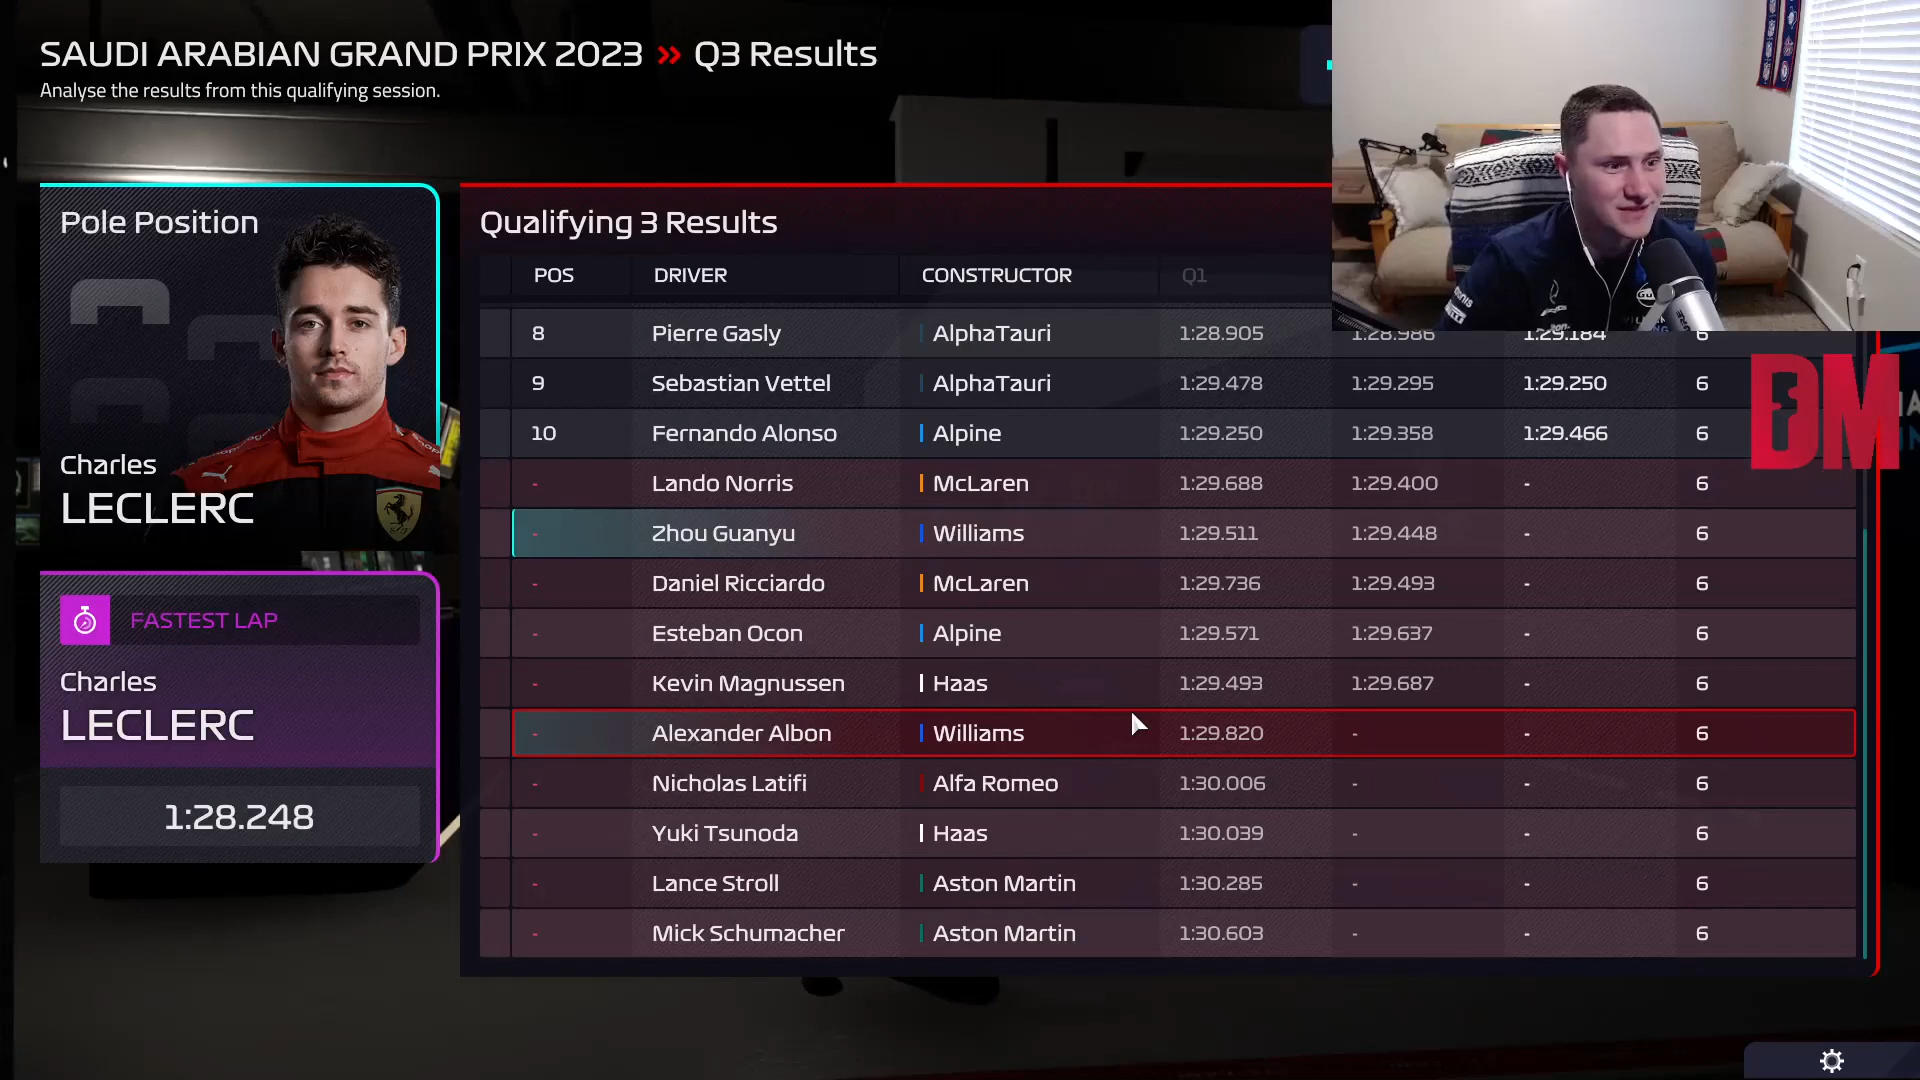 SAUDI ARABIAN GRAND PRIX 2023 » Q3 Results
Analyse the results from this qualifying session.
Pole Position
Charles
LECLERC
FASTEST LAP
Charles
LECLERC
1:28.248
Qualifying 3 Results
POS DRIVER CONSTRUCTOR Q1
8 Pierre Gasly AlphaTauri 1:28.905 1:28.986 1:29.184 6
9 Sebastian Vettel AlphaTauri 1:29.478 1:29.295 1:29.250 6
10 Fernando Alonso Alpine 1:29.250 1:29.358 1:29.466 6
- Lando Norris McLaren 1:29.688 1:29.400 - 6
- Zhou Guanyu Williams 1:29.511 1:29.448 - 6
- Daniel Ricciardo McLaren 1:29.736 1:29.493 - 6
- Esteban Ocon Alpine 1:29.571 1:29.637 - 6
- Kevin Magnussen Haas 1:29.493 1:29.687 - 6
- Alexander Albon Williams 1:29.820 - - 6
- Nicholas Latifi Alfa Romeo 1:30.006 - - 6
- Yuki Tsunoda Haas 1:30.039 - - 6
- Lance Stroll Aston Martin 1:30.285 - - 6
- Mick Schumacher Aston Martin 1:30.603 - - 6
DM